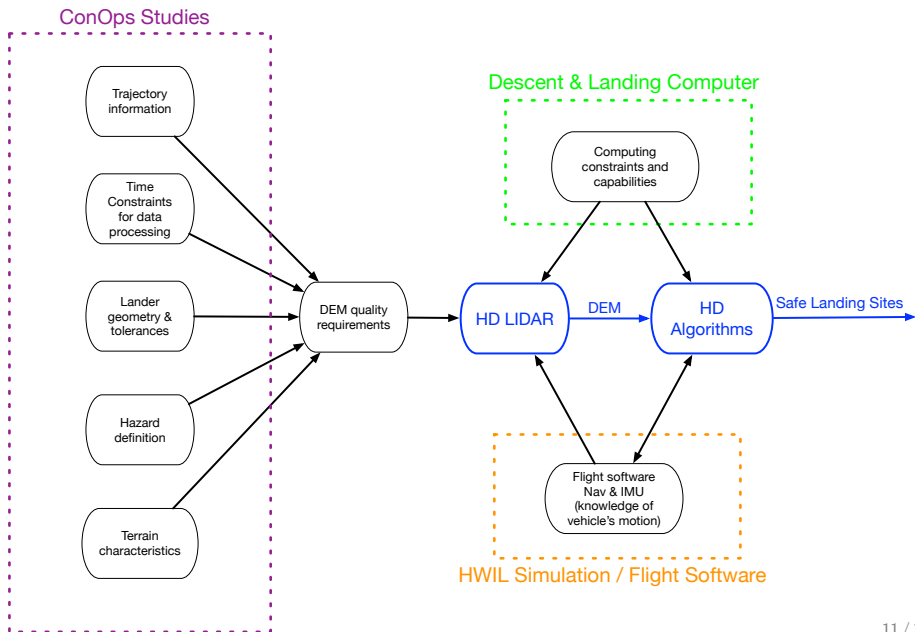 ConOps Studies
Trajectory
information
Time
Constraints
for data
processing
Lander
geometry &
tolerances
Hazard
definition
Terrain
characteristics
DEM quality
requirements
Descent & Landing Computer
Computing
constraints and
capabilities
HD LIDAR
DEM
HD
Algorithms
Safe Landing Sites
Flight software
Nav & IMU
(knowledge of
vehicle's motion)
HWIL Simulation / Flight Software
11 /